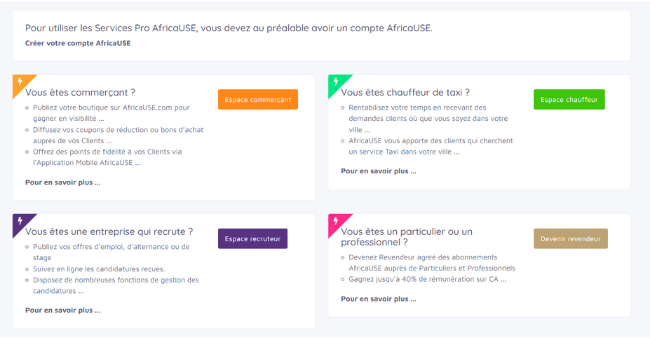 Pour utiliser les Services Pro AfricaUSE, vous devez au préalable avoir un compte AfricaUSE.
Créer votre compte AfricaUSE
Vous êtes commerçant ?
Espace commerçant
Publiez votre boutique sur AfricaUSE.com pour
gagner en visibilité ...
Diffusez vos coupons de réduction ou bons d'achat
aupres de vos Clients ...
Offrez des points de fidélité à vos Clients via
l'Application Mobile AfricaUSE ...
Pour en savoir plus ...
Vous êtes chauffeur de taxi ?
Espace chauffeur
Rentabilisez votre temps en recevant des
demandes clients où que vous soyez dans votre
ville ...
AfricaUSE vous apporte des clients qui cherchent
un service Taxi dans votre ville ...
Pour en savoir plus ...
Vous êtes une entreprise qui recrute ?
Espace recruteur
Publiez vos offres d'emploi, d'alternance ou de
stage
Suivez en ligne les candidatures reçues.
Disposez de nombreuses fonctions de gestion des
candidatures ...
Pour en savoir plus ...
Vous êtes un particulier ou un
professionnel ?
Devenir revendeur
Devenez Revendeur agréé des abonnements
AfricaUSE auprès de Particuliers et Professionnels
Gagnez jusqu'à 40% de rémunération sur CA ...
Pour en savoir plus ...